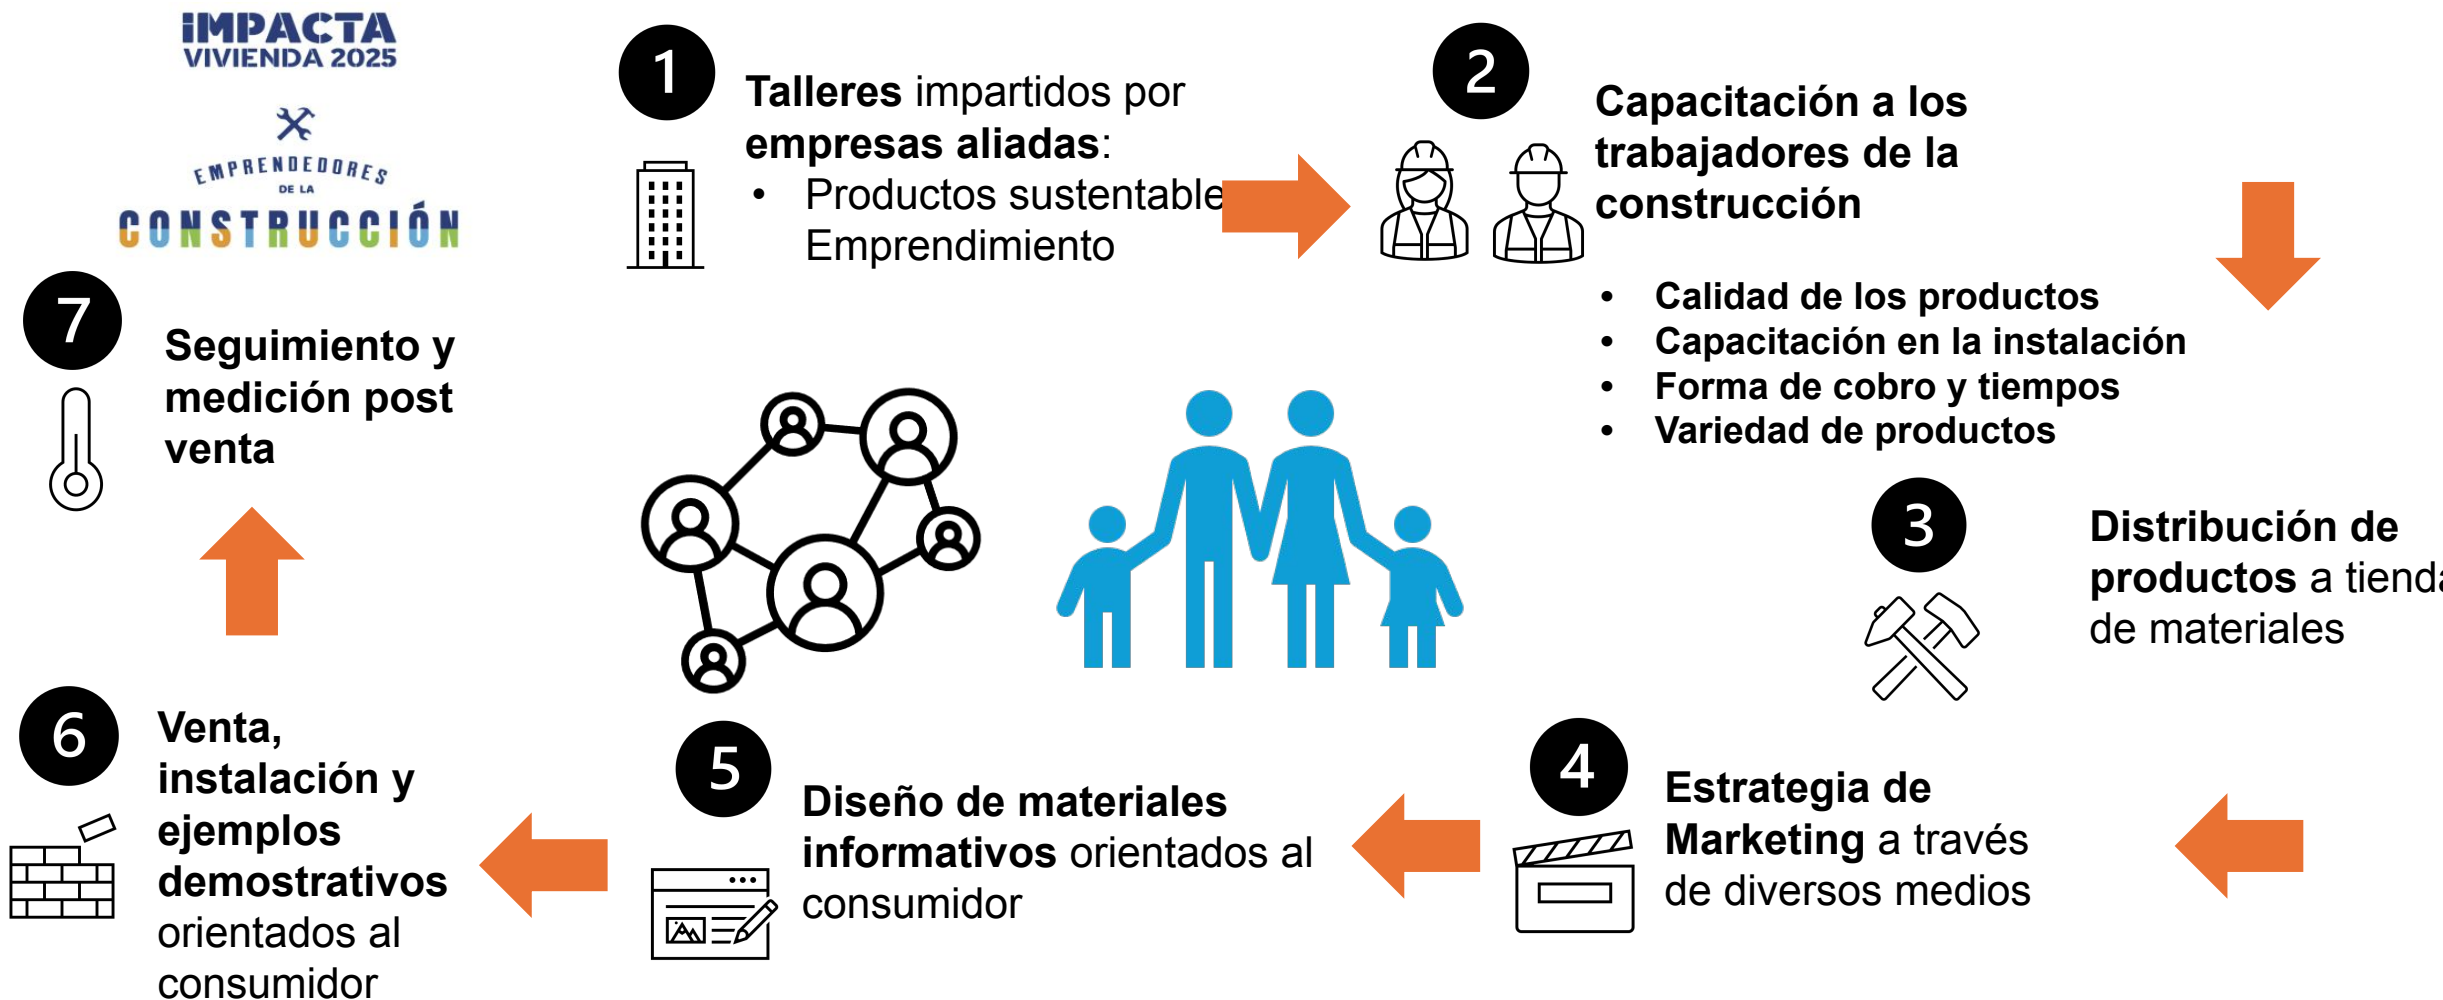 IMPACTA
VIVIENDA 2025
EMPRENDEDORES
DE LA
CONSTRUCCIÓN
1
Talleres impartidos por
empresas aliadas:
• Productos sustentable
Emprendimiento
2
Capacitación a los
trabajadores de la
construcción
• Calidad de los productos
• Capacitación en la instalación
• Forma de cobro y tiempos
• Variedad de productos
3
Distribución de
productos a tienda
de materiales
4
Estrategia de
Marketing a través
de diversos medios
5
Diseño de materiales
informativos orientados al
consumidor
6
Venta,
instalación y
ejemplos
demostrativos
orientados al
consumidor
7
Seguimiento y
medición post
venta